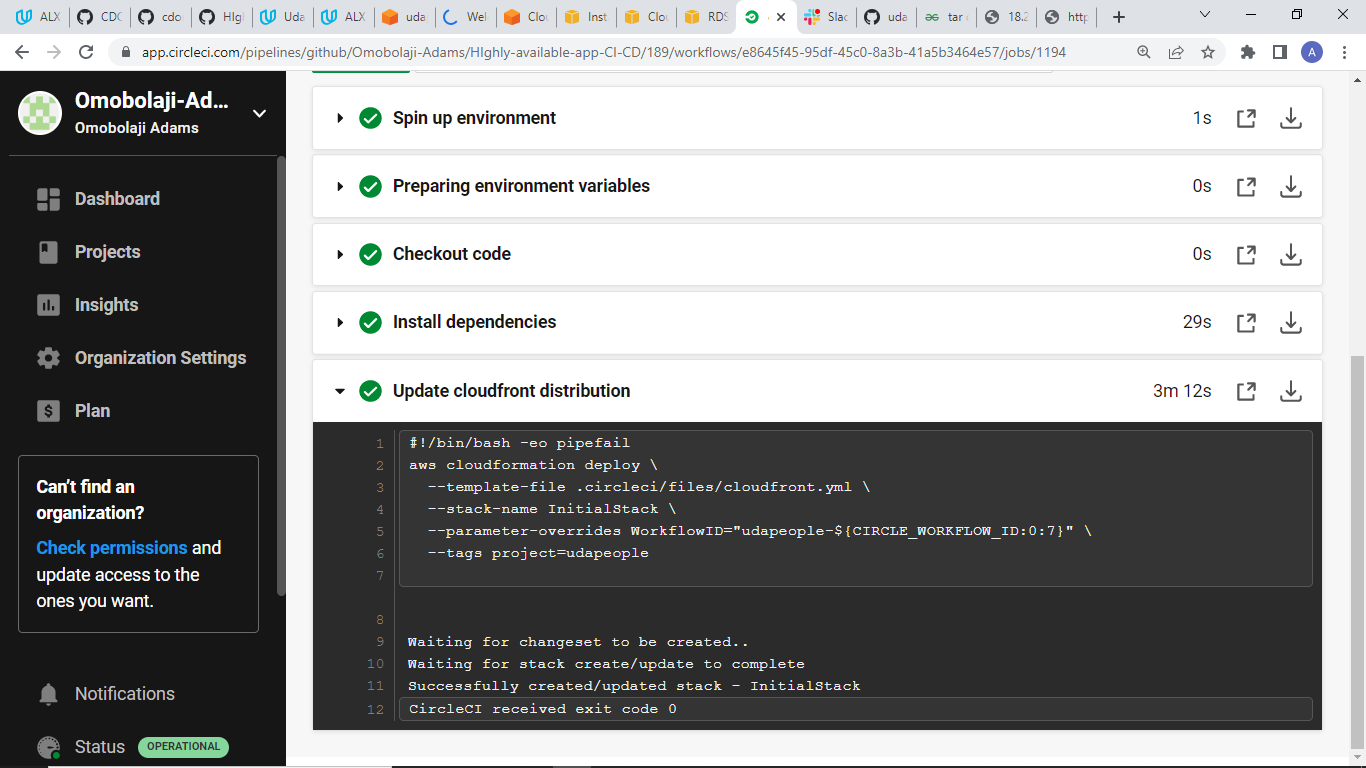 ALX
CDC
cdo
HIgl
Uda
ALX
uda
Wel
Clo
Inst
Clo
RDS
Slac
uda
tar
18.2
http
app.circleci.com/pipelines/github/Omobolaji-Adams/HIghly-available-app-CI-CD/189/workflows/e8645f45-95df-45c0-8a3b-41a5b3464e57/jobs/1194
A
Omobolaji-Ad...
Omobolaji Adams
Dashboard
Projects
Insights
Organization Settings
Plan
Can't find an
organization?
Check permissions and
update access to the
ones you want.
Notifications
Status OPERATIONAL
Spin up environment 1s
Preparing environment variables 0s
Checkout code 0s
Install dependencies 29s
Update cloudfront distribution 3m 12s
1 #!/bin/bash -eo pipefail
2 aws cloudformation deploy \
3 --template-file .circleci/files/cloudfront.yml \
4 --stack-name InitialStack \
5 --parameter-overrides WorkflowID="udapeople-${CIRCLE_WORKFLOW_ID:0:7}" \
6 --tags project=udapeople
7
8
9 Waiting for changeset to be created..
10 Waiting for stack create/update to complete
11 Successfully created/updated stack - InitialStack
12 CircleCI received exit code 0